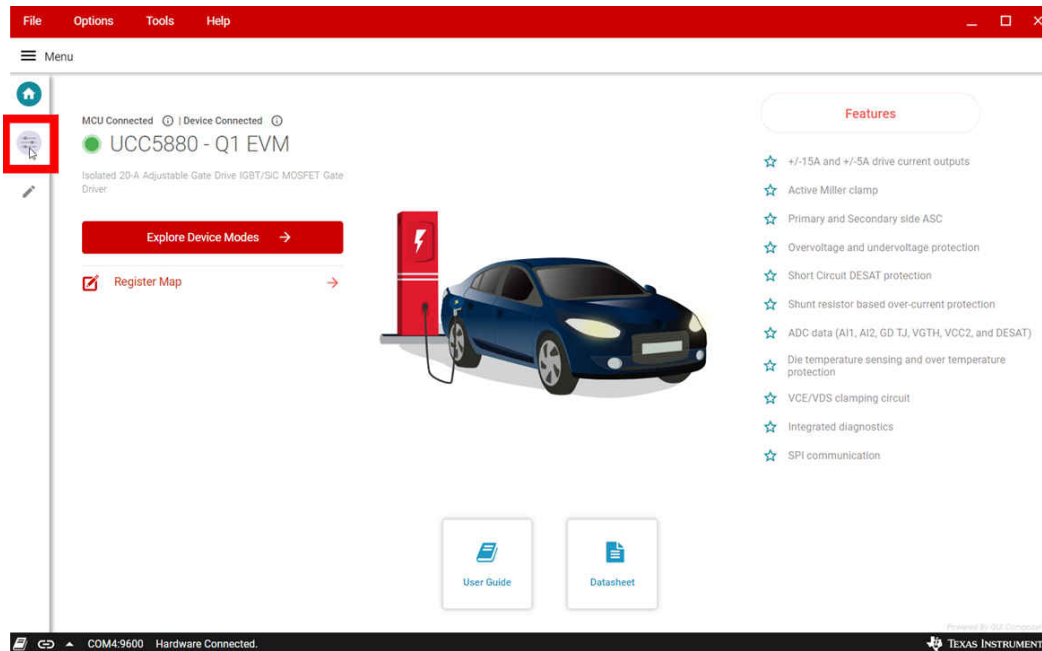 File Options Tools Help
Menu
MCU Connected | Device Connected
UCC5880 - Q1 EVM
Isolated 20-A Adjustable Gate Drive IGBT/SiC MOSFET Gate
Driver
Explore Device Modes
Register Map
Features
+/-15A and +/-5A drive current outputs
Active Miller clamp
Primary and Secondary side ASC
Overvoltage and undervoltage protection
Short Circuit DESAT protection
Shunt resistor based over-current protection
ADC data (AI1, AI2, GD TJ, VGTH, VCC2, and DESAT)
Die temperature sensing and over temperature
protection
VCE/VDS clamping circuit
Integrated diagnostics
SPI communication
User Guide
Datasheet
Powered By GUI Composer
COM4:9600 Hardware Connected.
TEXAS INSTRUMENT